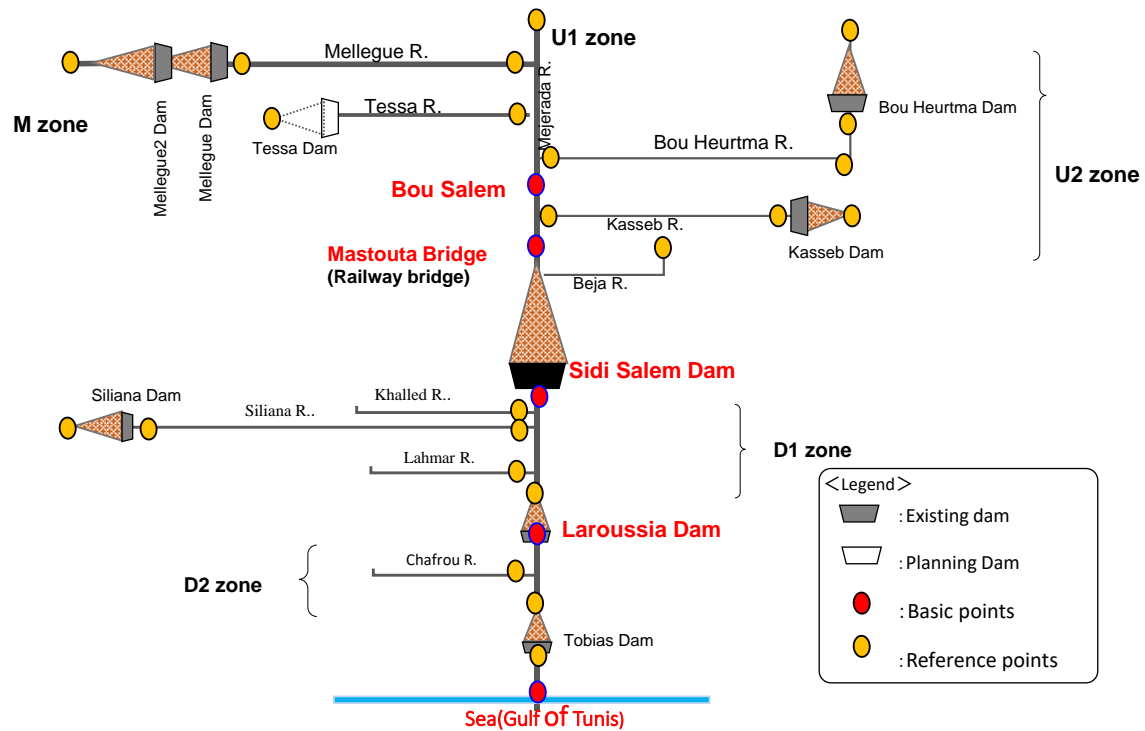 U1 zone
Mellegue R.
Mejerada R.
M zone
Mellegue2 Dam
Mellegue Dam
Tessa R.
Tessa Dam
Bou Heurtma Dam
Bou Heurtma R.
U2 zone
Bou Salem
Kasseb R.
Kasseb Dam
Mastouta Bridge
(Railway bridge)
Beja R.
Sidi Salem Dam
Siliana Dam
Khalled R..
Siliana R..
Lahmar R.
D1 zone
<Legend>
: Existing dam
: Planning Dam
: Basic points
: Reference points
Laroussia Dam
Chafrou R.
D2 zone
Tobias Dam
Sea(Gulf of Tunis)